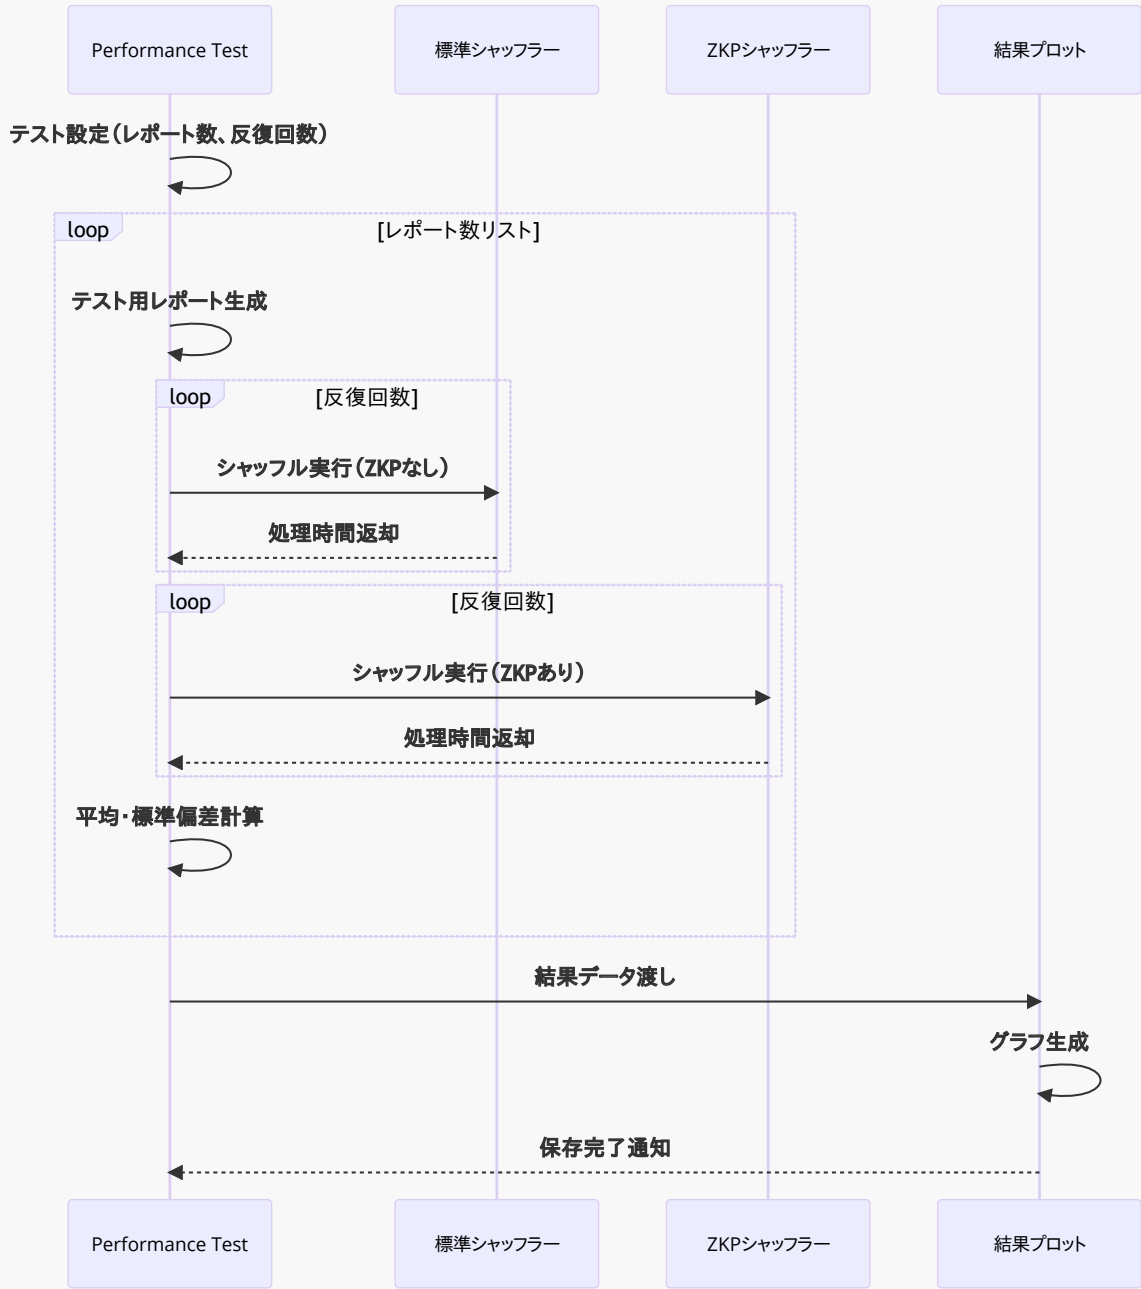 Performance Test
標準シャッフラー
ZKPシャッフラー
結果プロット
テスト設定（レポート数、反復回数）
loop
[レポート数リスト]
テスト用レポート生成
loop
[反復回数]
シャッフル実行（ZKPなし）
処理時間返却
loop
[反復回数]
シャッフル実行（ZKPあり）
処理時間返却
平均・標準偏差計算
結果データ渡し
グラフ生成
保存完了通知
Performance Test
標準シャッフラー
ZKPシャッフラー
結果プロット